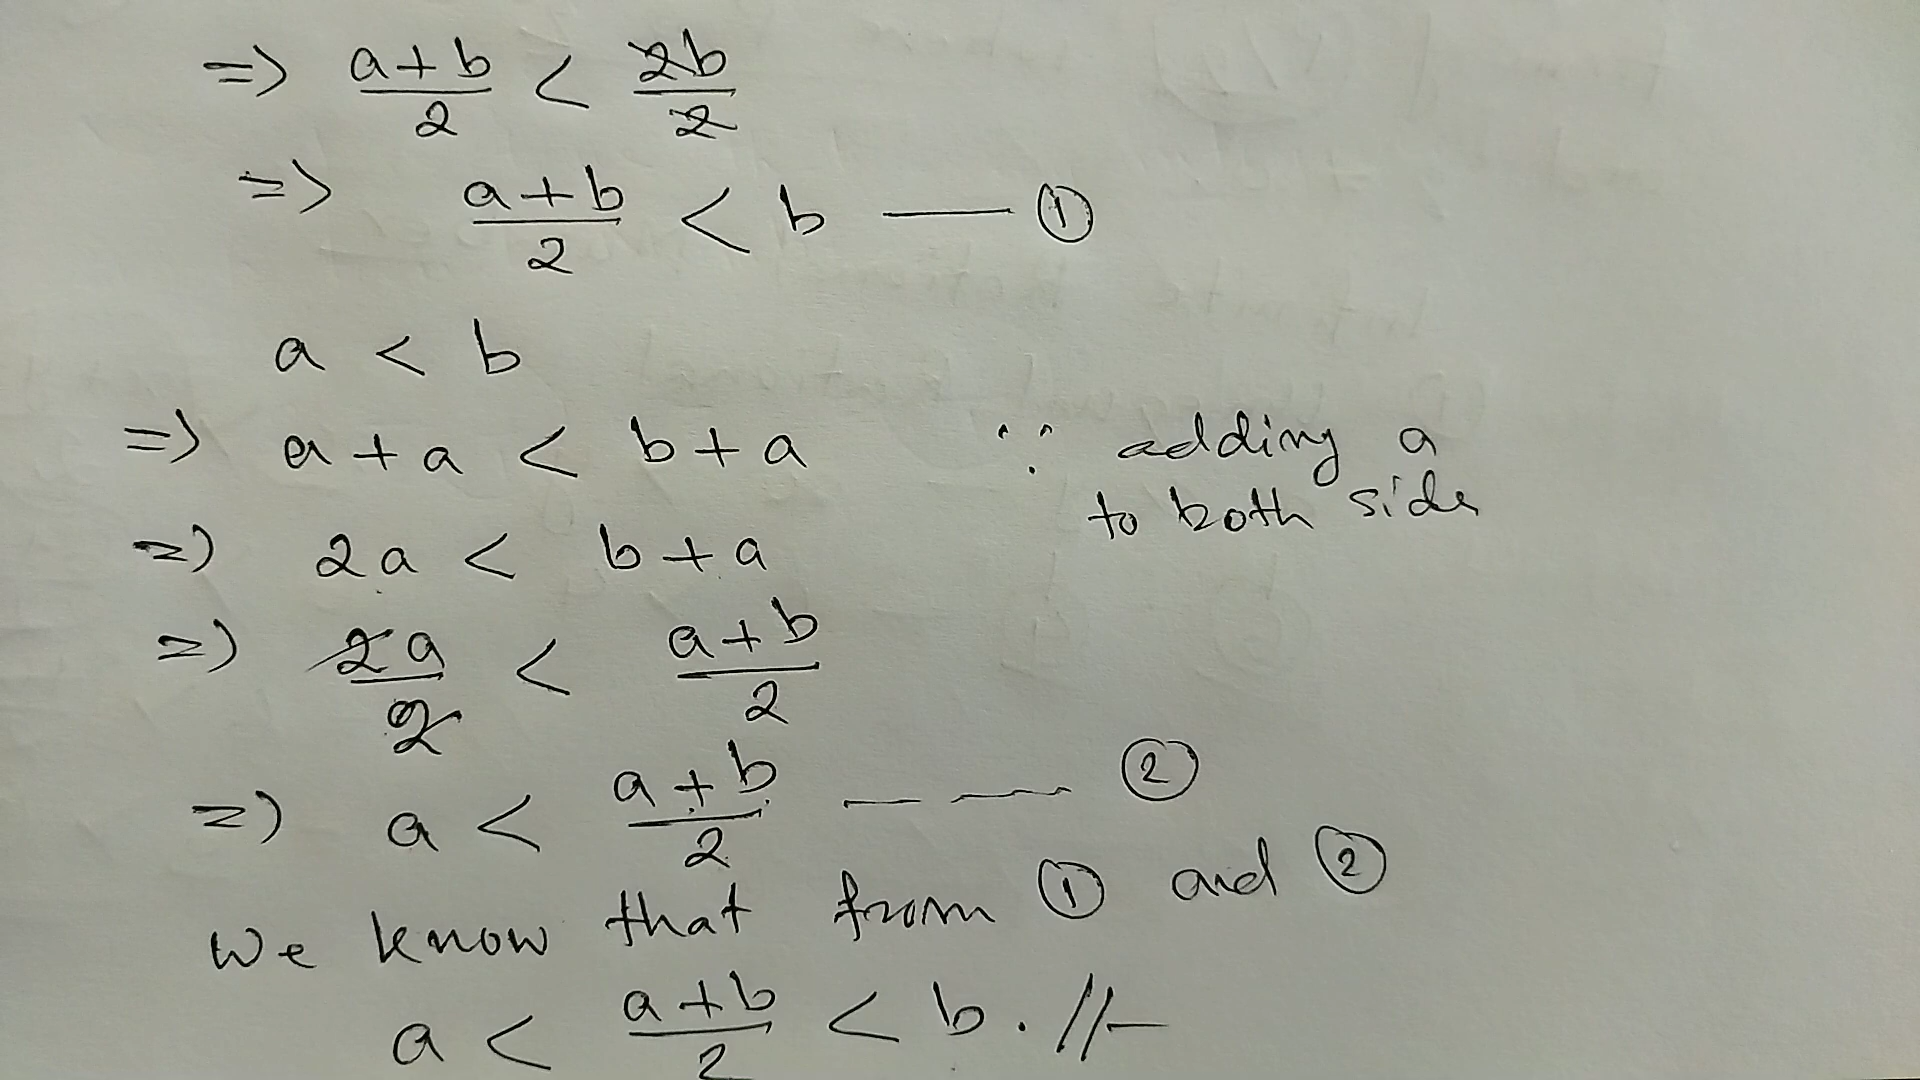 => a+b/2 < 2b/2
=> a+b/2 < b —— ①
a < b
=> a + a < b + a ∵ adding a
to both side
=> 2a < b + a
=> 2a/2 < a+b/2
=> a < a+b/2 —— ②
We know that from ① and ②
a < a+b/2 < b. //-